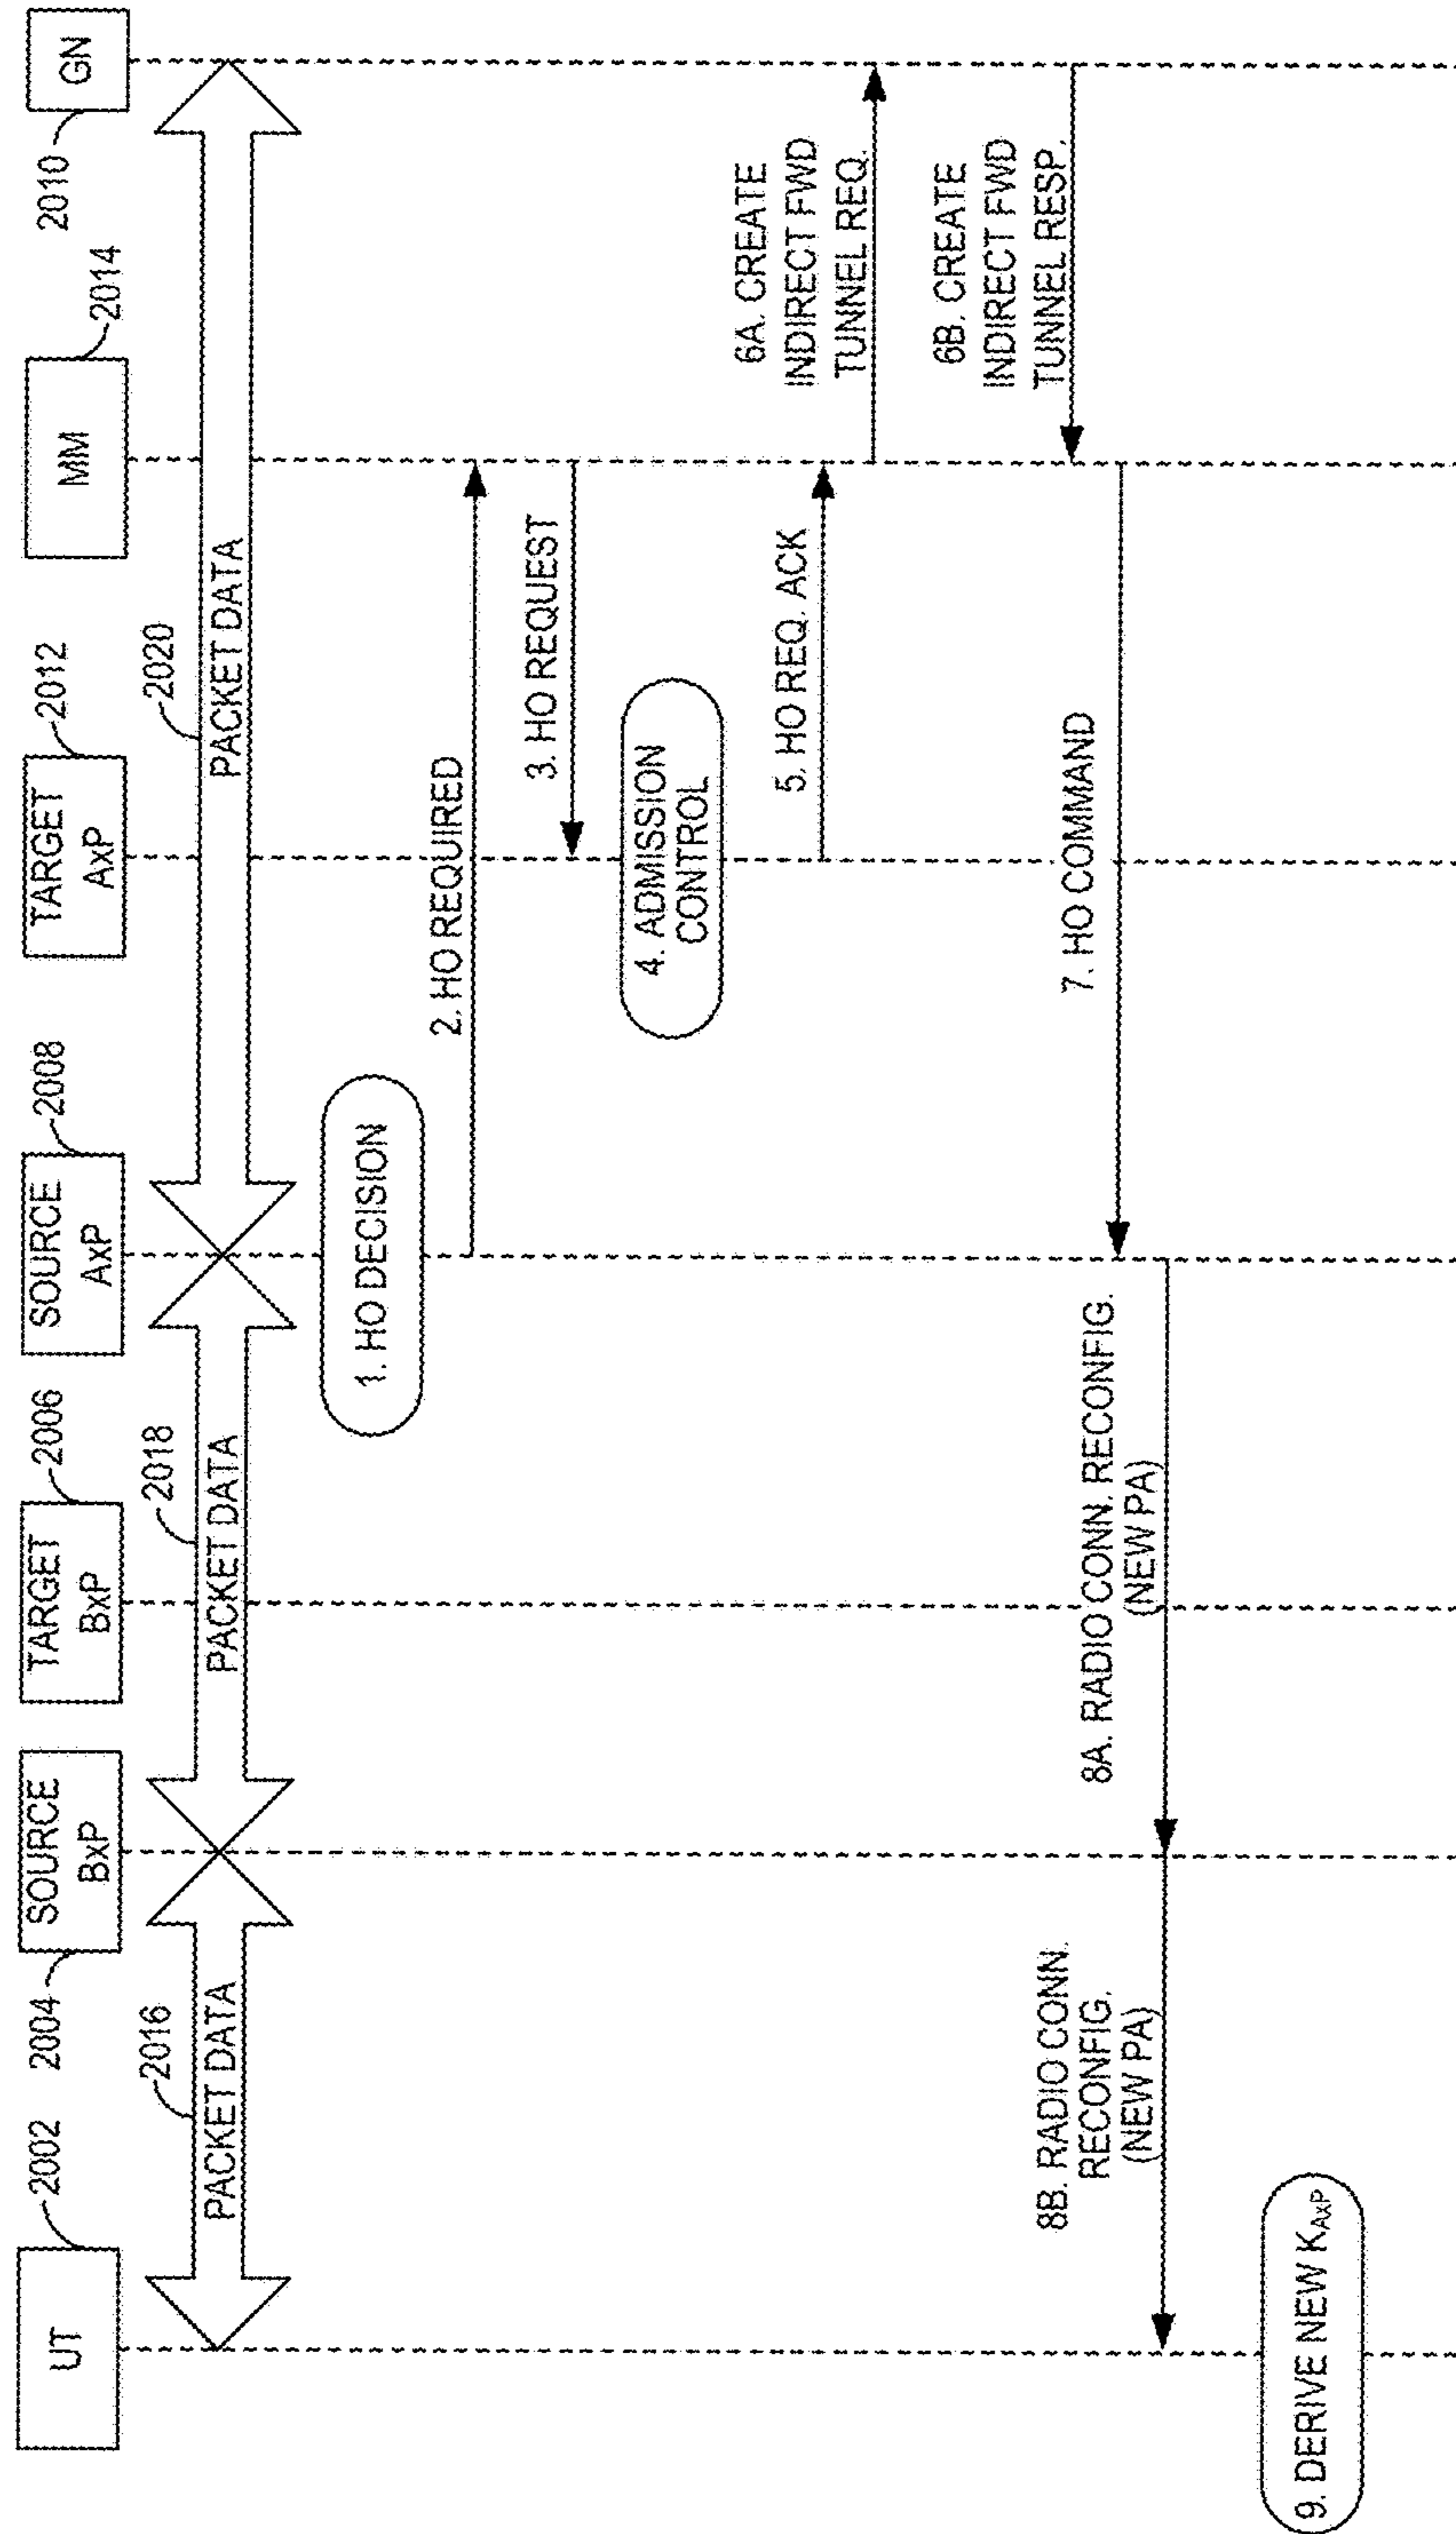 UT
2002
SOURCE
BxP
2004
TARGET
BxP
2006
SOURCE
AxP
2008
TARGET
AxP
2012
MM
2014
GN
2010
2016
PACKET DATA
2018
PACKET DATA
2020
PACKET DATA
1. HO DECISION
2. HO REQUIRED
3. HO REQUEST
4. ADMISSION
CONTROL
5. HO REQ. ACK
6A. CREATE
INDIRECT FWD
TUNNEL REQ.
6B. CREATE
INDIRECT FWD
TUNNEL RESP.
7. HO COMMAND
8A. RADIO CONN. RECONFIG.
(NEW PA)
8B. RADIO CONN.
RECONFIG.
(NEW PA)
9. DERIVE NEW KAxP